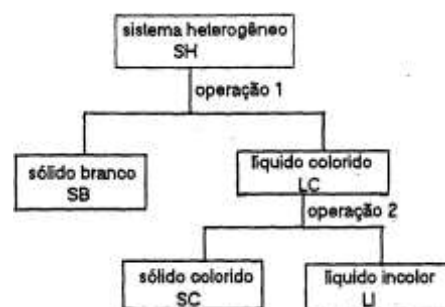 sistema heterogêneo
SH
operação 1
sólido branco
SB
líquido colorido
LC
operação 2
sólido colorido
SC
líquido incolor
LI